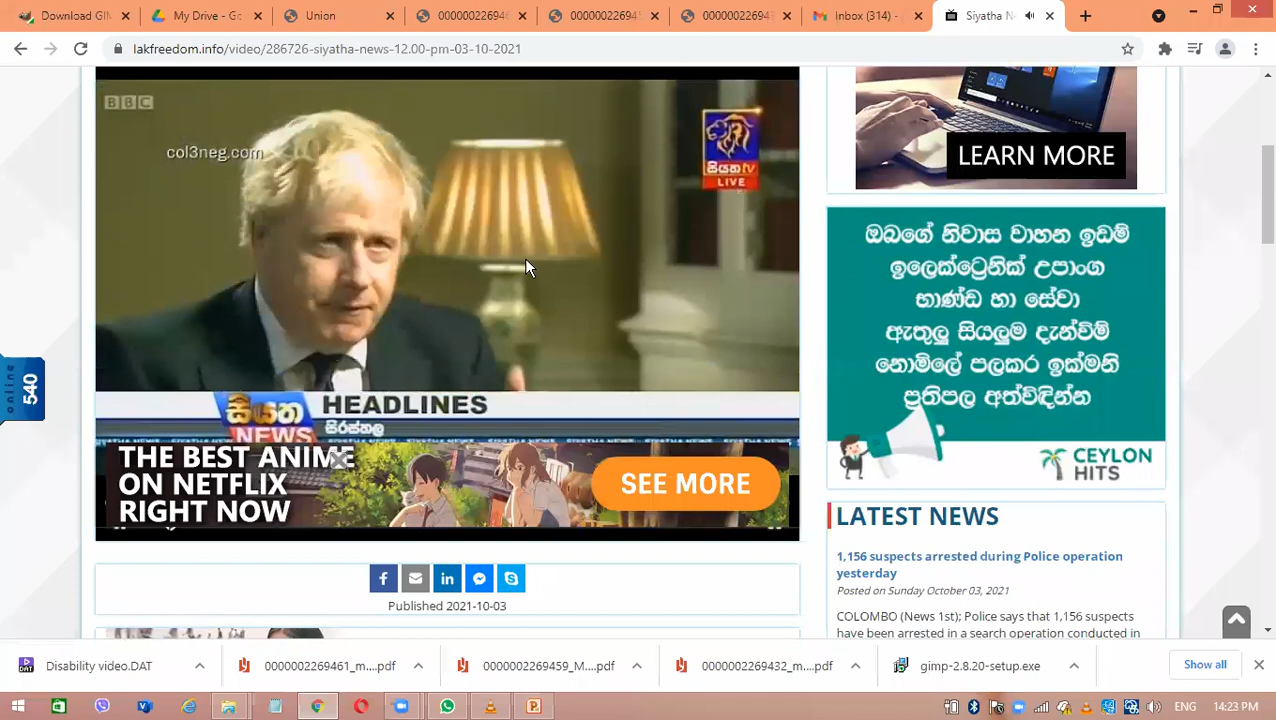 Download GIM
My Drive - Go
Union
00000022694
00000022694
00000022694
Inbox (314) -
Siyatha N
lakfreedom.info/video/286726-siyatha-news-12.00-pm-03-10-2021
BBC
col3neg.com
සියත tv
LIVE
LEARN MORE
ඔබගේ නිවාස වාහන ඉඩම්
ඉලෙක්ට්‍රෙනික් උපාංග
භාණ්ඩ හා සේවා
ඇතුලු සියලුම දැන්වීම්
නොමිලේ පලකර ඉක්මනි
ප්‍රතිපල අත්විඳින්න
CEYLON
HITS
online
540
සියත
NEWS
HEADLINES
සිරස්තල
THE BEST ANIME
ON NETFLIX
RIGHT NOW
SEE MORE
Published 2021-10-03
LATEST NEWS
1,156 suspects arrested during Police operation
yesterday
Posted on Sunday October 03, 2021
COLOMBO (News 1st); Police says that 1,156 suspects
have been arrested in a search operation conducted in
Disability video.DAT
0000002269461_m....pdf
0000002269459_M....pdf
0000002269432_m....pdf
gimp-2.8.20-setup.exe
Show all
ENG
14:23 PM